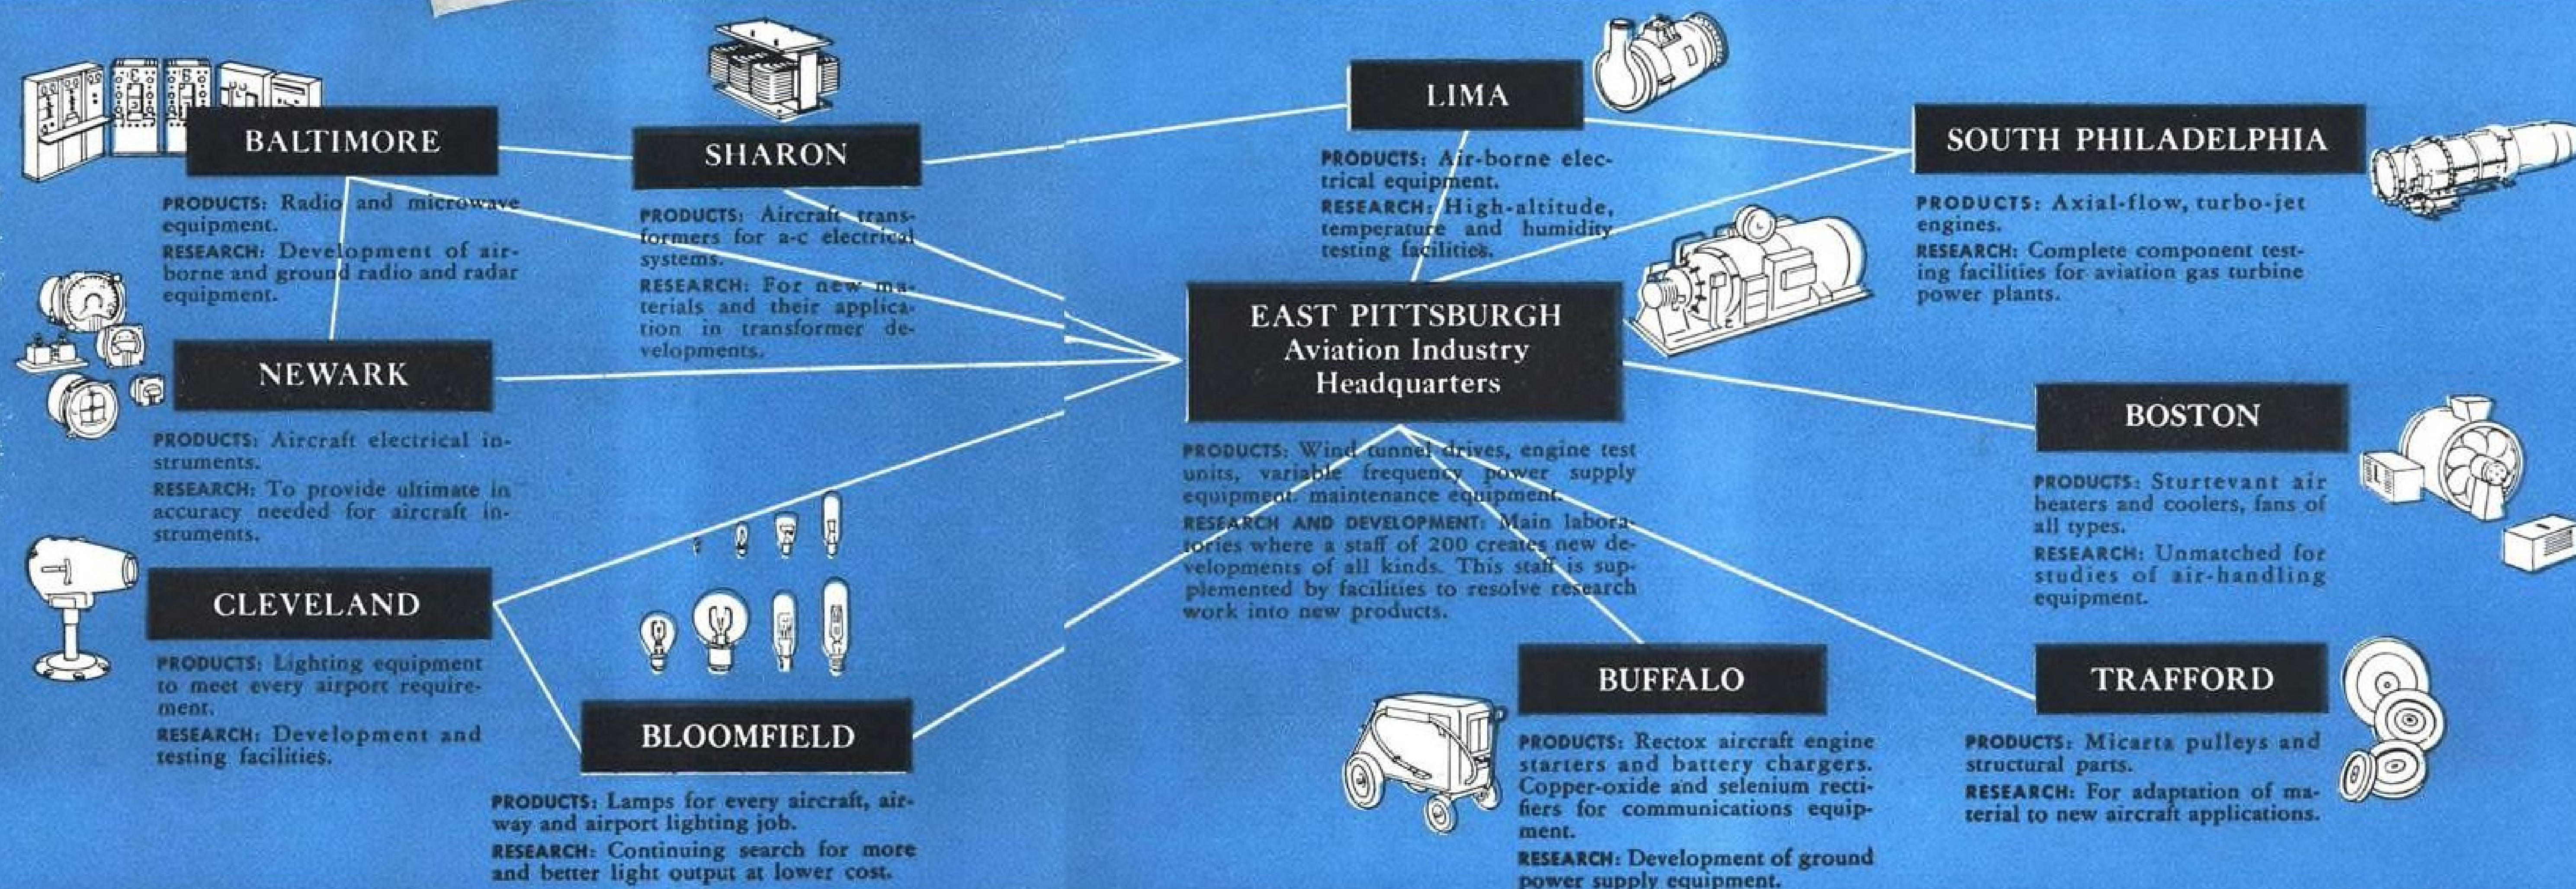 BALTIMORE
PRODUCTS: Radio and microwave
equipment.
RESEARCH: Development of air-
borne and ground radio and radar
equipment.
SHARON
PRODUCTS: Aircraft trans-
formers for a-c electrical
systems.
RESEARCH: For new ma-
terials and their applica-
tion in transformer de-
velopments.
LIMA
PRODUCTS: Air-borne elec-
trical equipment.
RESEARCH: High-altitude,
temperature and humidity
testing facilities.
SOUTH PHILADELPHIA
PRODUCTS: Axial-flow, turbo-jet
engines.
RESEARCH: Complete component test-
ing facilities for aviation gas turbine
power plants.
NEWARK
PRODUCTS: Aircraft electrical in-
struments.
RESEARCH: To provide ultimate in
accuracy needed for aircraft in-
struments.
EAST PITTSBURGH
Aviation Industry
Headquarters
PRODUCTS: Wind tunnel drives, engine test
units, variable frequency power supply
equipment, maintenance equipment.
RESEARCH AND DEVELOPMENT: Main labora-
tories where a staff of 200 creates new de-
velopments of all kinds. This staff is sup-
plemented by facilities to resolve research
work into new products.
BOSTON
PRODUCTS: Sturtevant air
heaters and coolers, fans of
all types.
RESEARCH: Unmatched for
studies of air-handling
equipment.
CLEVELAND
PRODUCTS: Lighting equipment
to meet every airport require-
ment.
RESEARCH: Development and
testing facilities.
BLOOMFIELD
PRODUCTS: Lamps for every aircraft, air-
way and airport lighting job.
RESEARCH: Continuing search for more
and better light output at lower cost.
BUFFALO
PRODUCTS: Rectox aircraft engine
starters and battery chargers.
Copper-oxide and selenium recti-
fiers for communications equip-
ment.
RESEARCH: Development of ground
power supply equipment.
TRAFFORD
PRODUCTS: Micarta pulleys and
structural parts.
RESEARCH: For adaptation of ma-
terial to new aircraft applications.